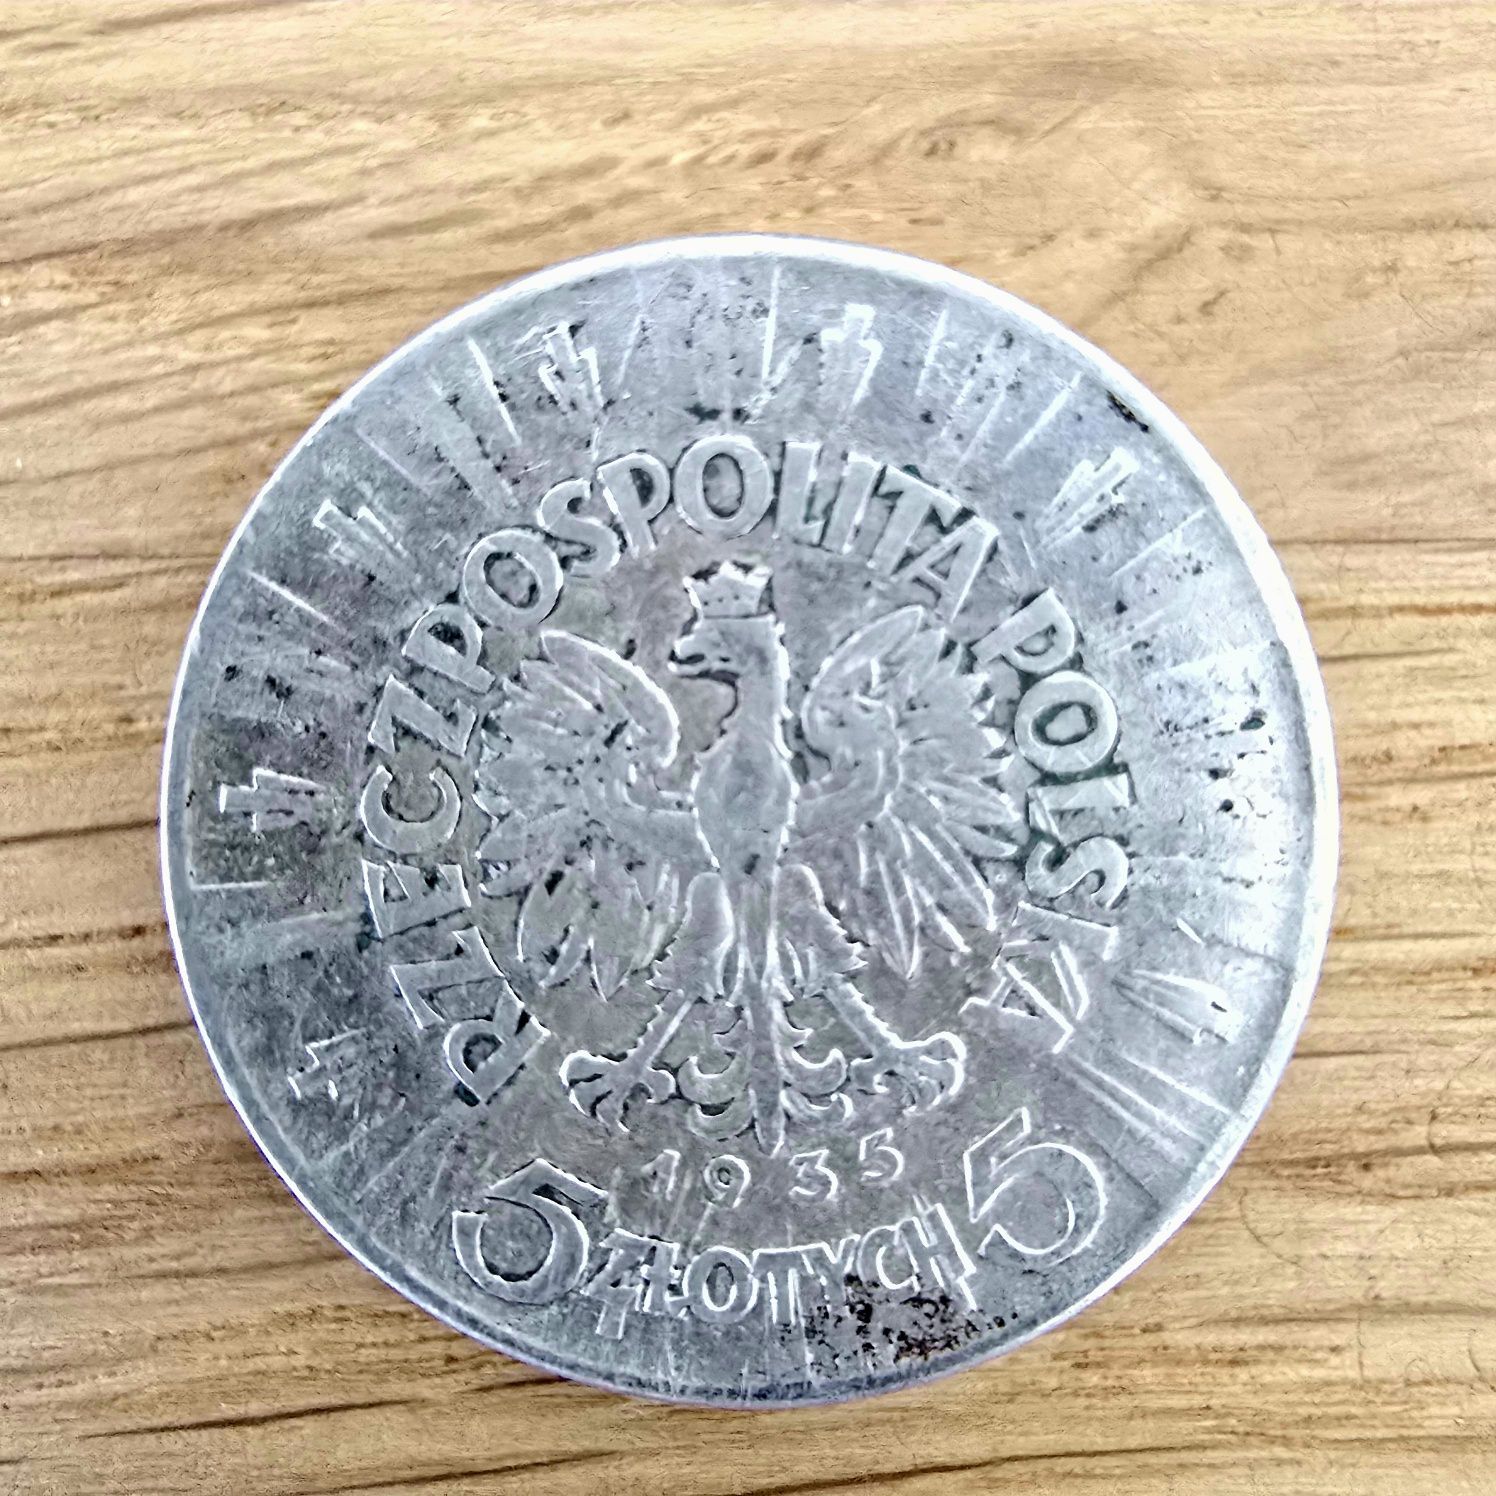 RZECZPOSPOLITA POLSKA
1935
5 ZŁOTYCH 5